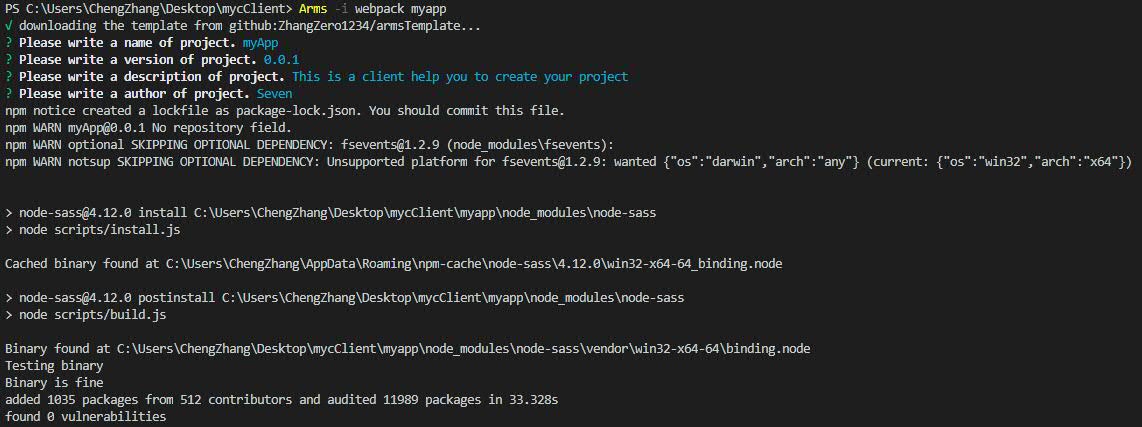 PS C:\Users\ChengZhang\Desktop\mycClient> Arms -i webpack myapp
√ downloading the template from github:ZhangZero1234/armsTemplate...
? Please write a name of project. myApp
? Please write a version of project. 0.0.1
? Please write a description of project. This is a client help you to create your project
? Please write a author of project. Seven
npm notice created a lockfile as package-lock.json. You should commit this file.
npm WARN myApp@0.0.1 No repository field.
npm WARN optional SKIPPING OPTIONAL DEPENDENCY: fsevents@1.2.9 (node_modules\fsevents):
npm WARN notsup SKIPPING OPTIONAL DEPENDENCY: Unsupported platform for fsevents@1.2.9: wanted {"os":"darwin","arch":"any"} (current: {"os":"win32","arch":"x64"})
> node-sass@4.12.0 install C:\Users\ChengZhang\Desktop\mycClient\myapp\node_modules\node-sass
> node scripts/install.js
Cached binary found at C:\Users\ChengZhang\AppData\Roaming\npm-cache\node-sass\4.12.0\win32-x64-64_binding.node
> node-sass@4.12.0 postinstall C:\Users\ChengZhang\Desktop\mycClient\myapp\node_modules\node-sass
> node scripts/build.js
Binary found at C:\Users\ChengZhang\Desktop\mycClient\myapp\node_modules\node-sass\vendor\win32-x64-64\binding.node
Testing binary
Binary is fine
added 1035 packages from 512 contributors and audited 11989 packages in 33.328s
found 0 vulnerabilities